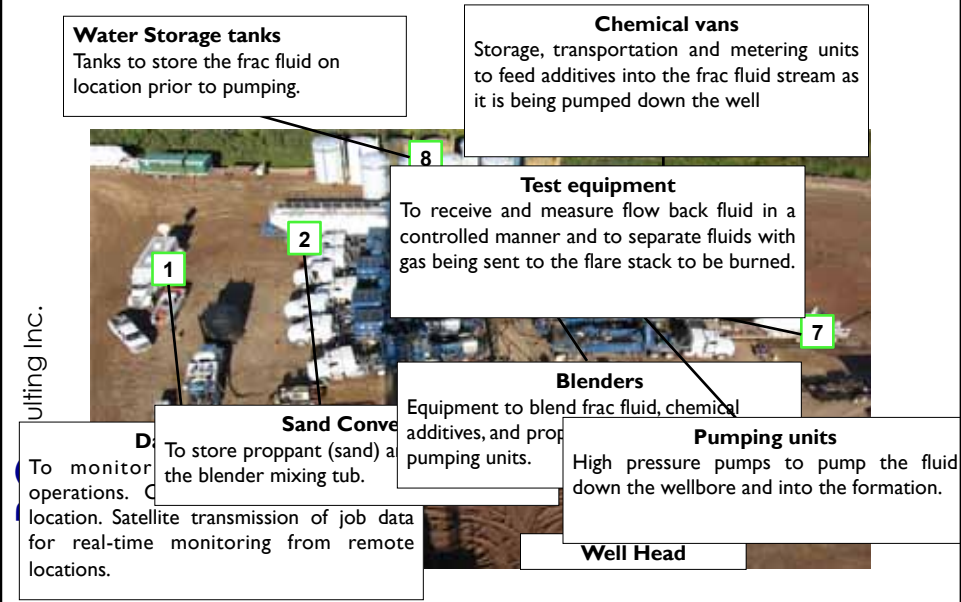 Water Storage tanks
Tanks to store the frac fluid on
location prior to pumping.
Chemical vans
Storage, transportation and metering units
to feed additives into the frac fluid stream as
it is being pumped down the well
8
Test equipment
To receive and measure flow back fluid in a
controlled manner and to separate fluids with
gas being sent to the flare stack to be burned.
2
1
7
ulting Inc.
Blenders
Equipment to blend frac fluid, chemical
additives, and prop
pumping units.
Sand Conve
To store proppant (sand) a
the blender mixing tub.
Pumping units
High pressure pumps to pump the fluid
down the wellbore and into the formation.
Da
To monitor
operations. C
location. Satellite transmission of job data
for real-time monitoring from remote
locations.
Well Head